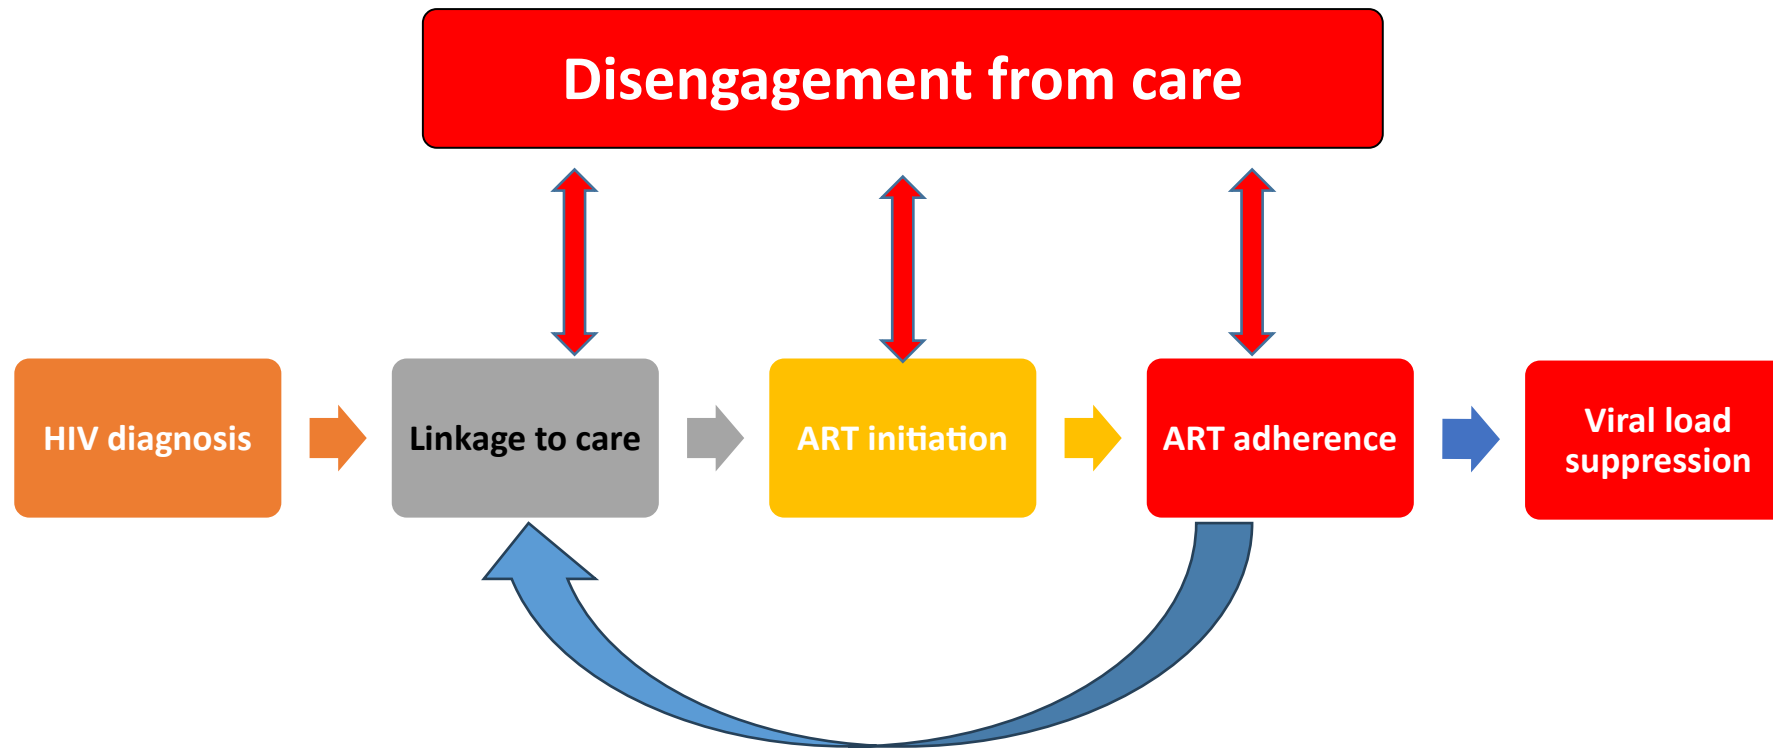 Disengagement from care
HIV diagnosis
Linkage to care
ART initiation
ART adherence
Viral load
suppression